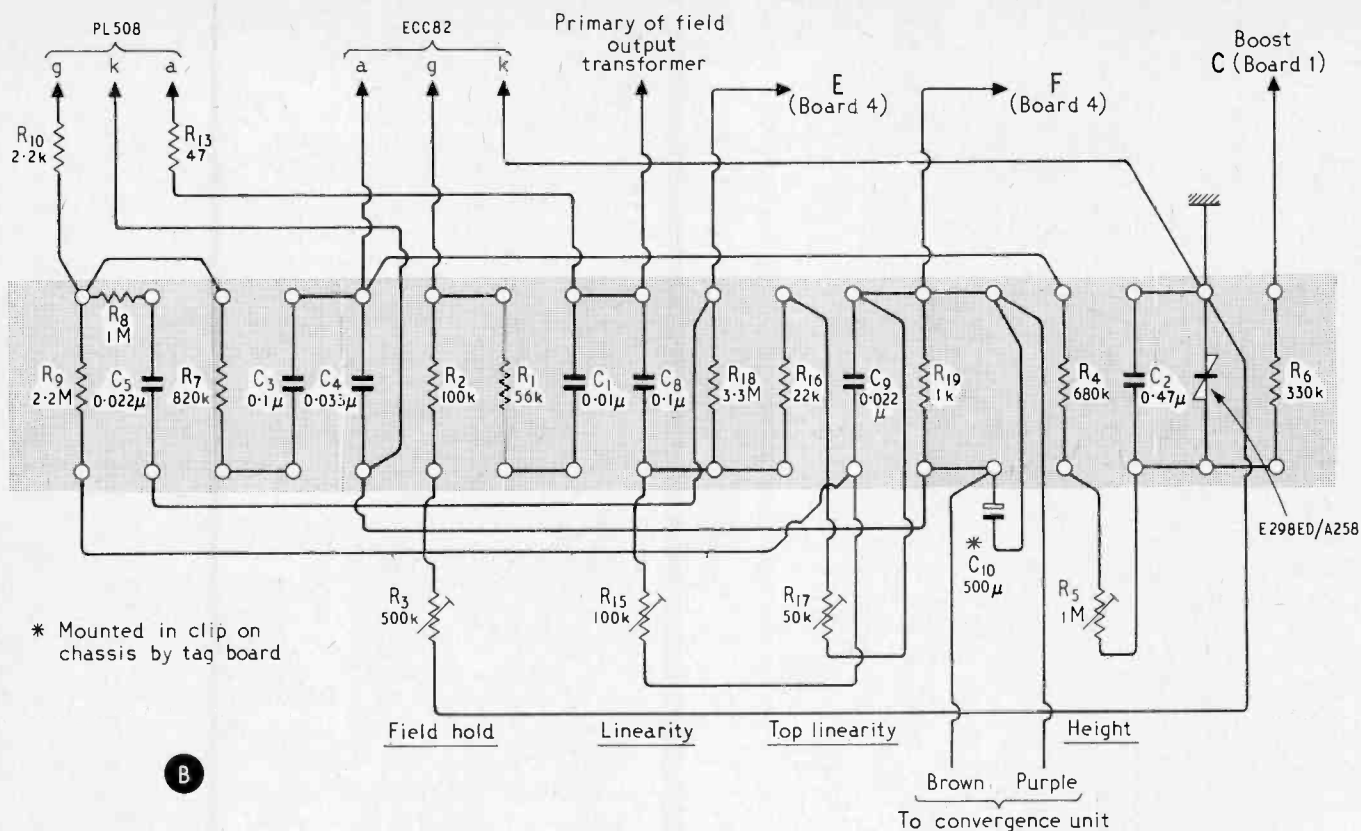 PL508
g k a
ECC82
a g k
Primary of field
output
transformer
E
(Board 4)
F
(Board 4)
Boost
C (Board 1)
R10
2·2k
R13
47
R8
1M
R9
2·2M
C5
0·022μ
R7
820k
C3
0·1μ
C4
0·033μ
R2
100k
R1
56k
C1
0·01μ
C8
0·1μ
R18
3·3M
R16
22k
C9
0·022
μ
R19
1k
R4
680k
C2
0·47μ
R6
330k
E298ED/A258
* Mounted in clip on
chassis by tag board
R3
500k
R15
100k
R17
50k
*
C10
500μ
R5
1M
Field hold
Linearity
Top linearity
Height
B
Brown Purple
To convergence unit